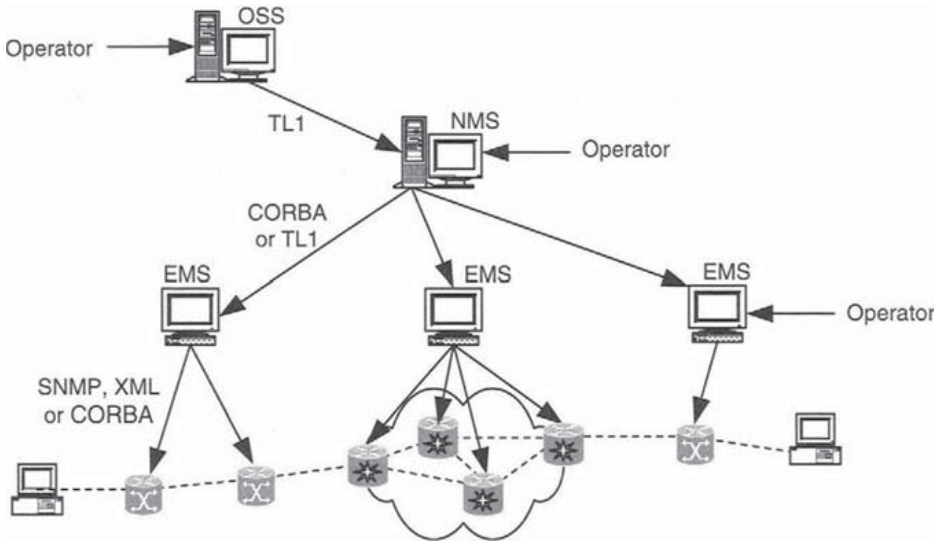 OSS
Operator
TL1
NMS
Operator
CORBA
or TL1
EMS
EMS
EMS
Operator
SNMP, XML
or CORBA